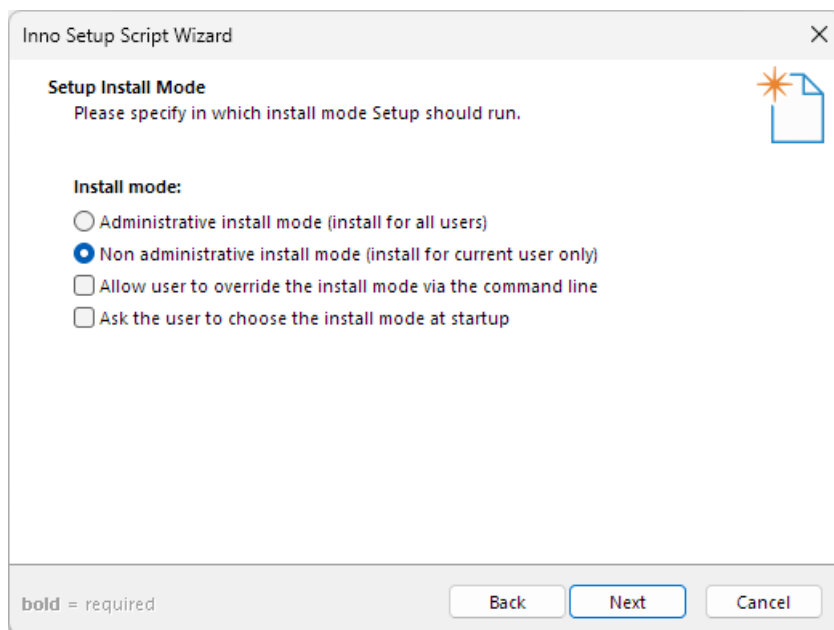 Inno Setup Script Wizard
Setup Install Mode
Please specify in which install mode Setup should run.
Install mode:
Administrative install mode (install for all users)
Non administrative install mode (install for current user only)
Allow user to override the install mode via the command line
Ask the user to choose the install mode at startup
bold = required
Back Next Cancel